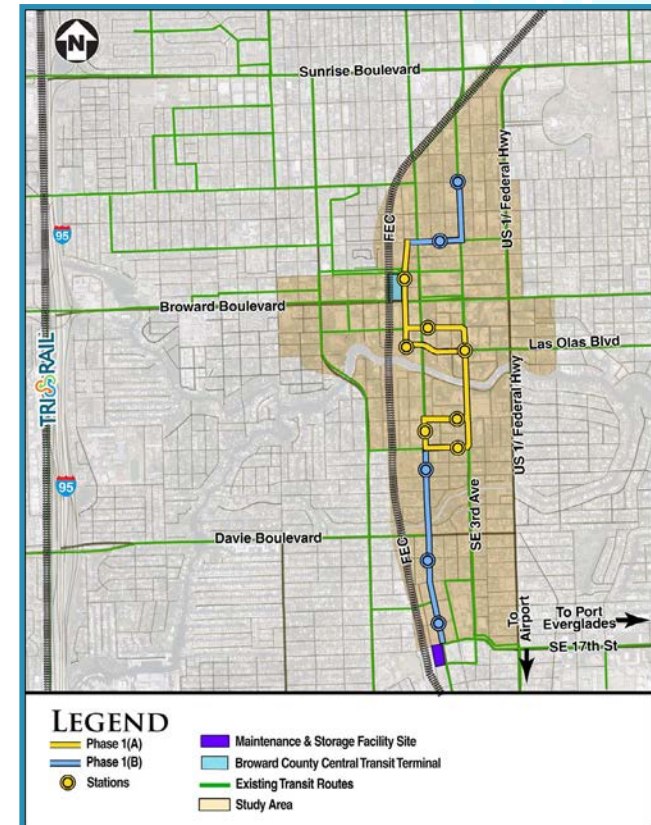 N
Sunrise Boulevard
US 1/ Federal Hwy
FEC
95
Broward Boulevard
Las Olas Blvd
TRI RAIL
US 1/ Federal Hwy
95
SE 3rd Ave
Davie Boulevard
FEC
To Airport
To Port
Everglades
SE 17th St
LEGEND
Phase 1(A)
Phase 1(B)
Stations
Maintenance & Storage Facility Site
Broward County Central Transit Terminal
Existing Transit Routes
Study Area